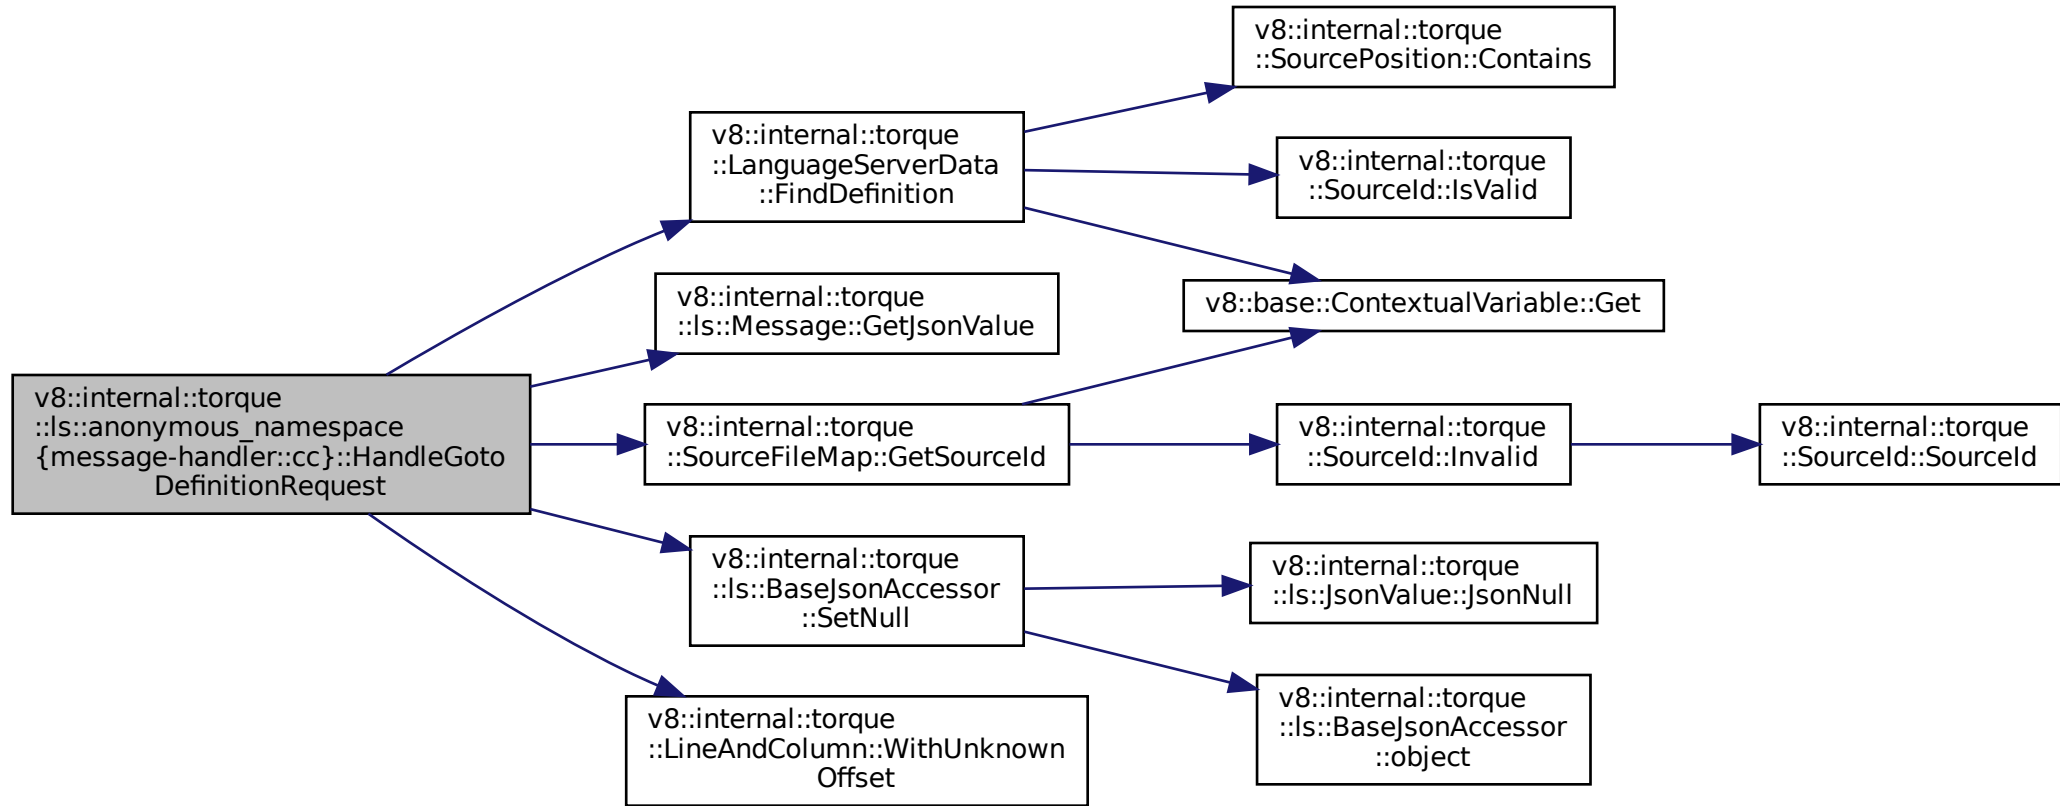 v8::internal::torque
::SourcePosition::Contains
v8::internal::torque
::LanguageServerData
::FindDefinition
v8::internal::torque
::SourceId::IsValid
v8::internal::torque
::ls::Message::GetJsonValue
v8::base::ContextualVariable::Get
v8::internal::torque
::ls::anonymous_namespace
{message-handler::cc}::HandleGoto
DefinitionRequest
v8::internal::torque
::SourceFileMap::GetSourceId
v8::internal::torque
::SourceId::Invalid
v8::internal::torque
::SourceId::SourceId
v8::internal::torque
::ls::BaseJsonAccessor
::SetNull
v8::internal::torque
::ls::JsonValue::JsonNull
v8::internal::torque
::ls::BaseJsonAccessor
::object
v8::internal::torque
::LineAndColumn::WithUnknown
Offset